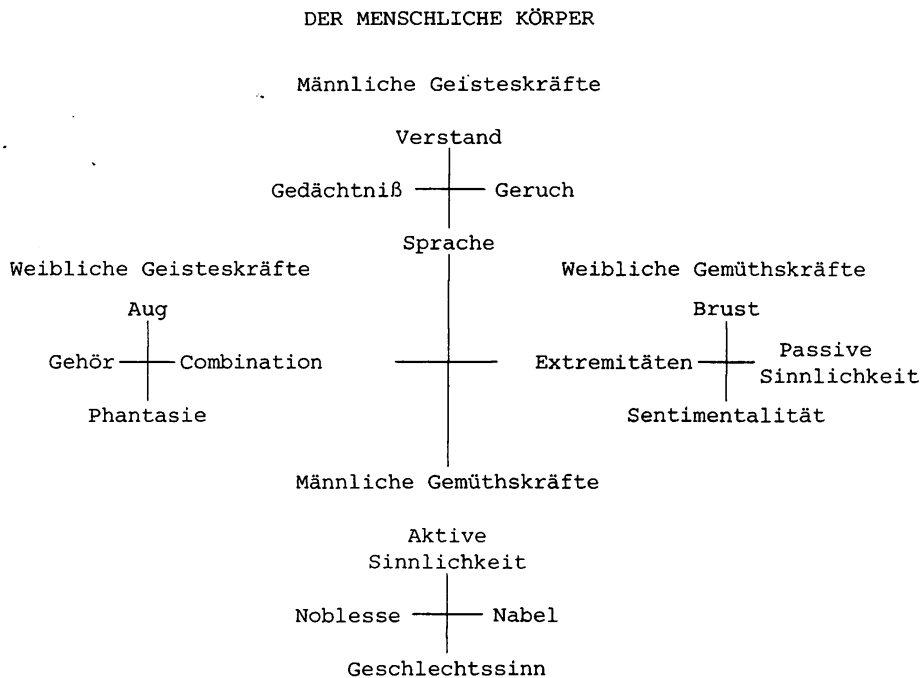 DER MENSCHLICHE KÖRPER
Männliche Geisteskräfte
Verstand
Gedächtniß
Geruch
Sprache
Weibliche Geisteskräfte
Aug
Gehör
Combination
Phantasie
Weibliche Gemüthskräfte
Brust
Extremitäten
Passive
Sinnlichkeit
Sentimentalität
Männliche Gemüthskräfte
Aktive
Sinnlichkeit
Noblesse
Nabel
Geschlechtssinn